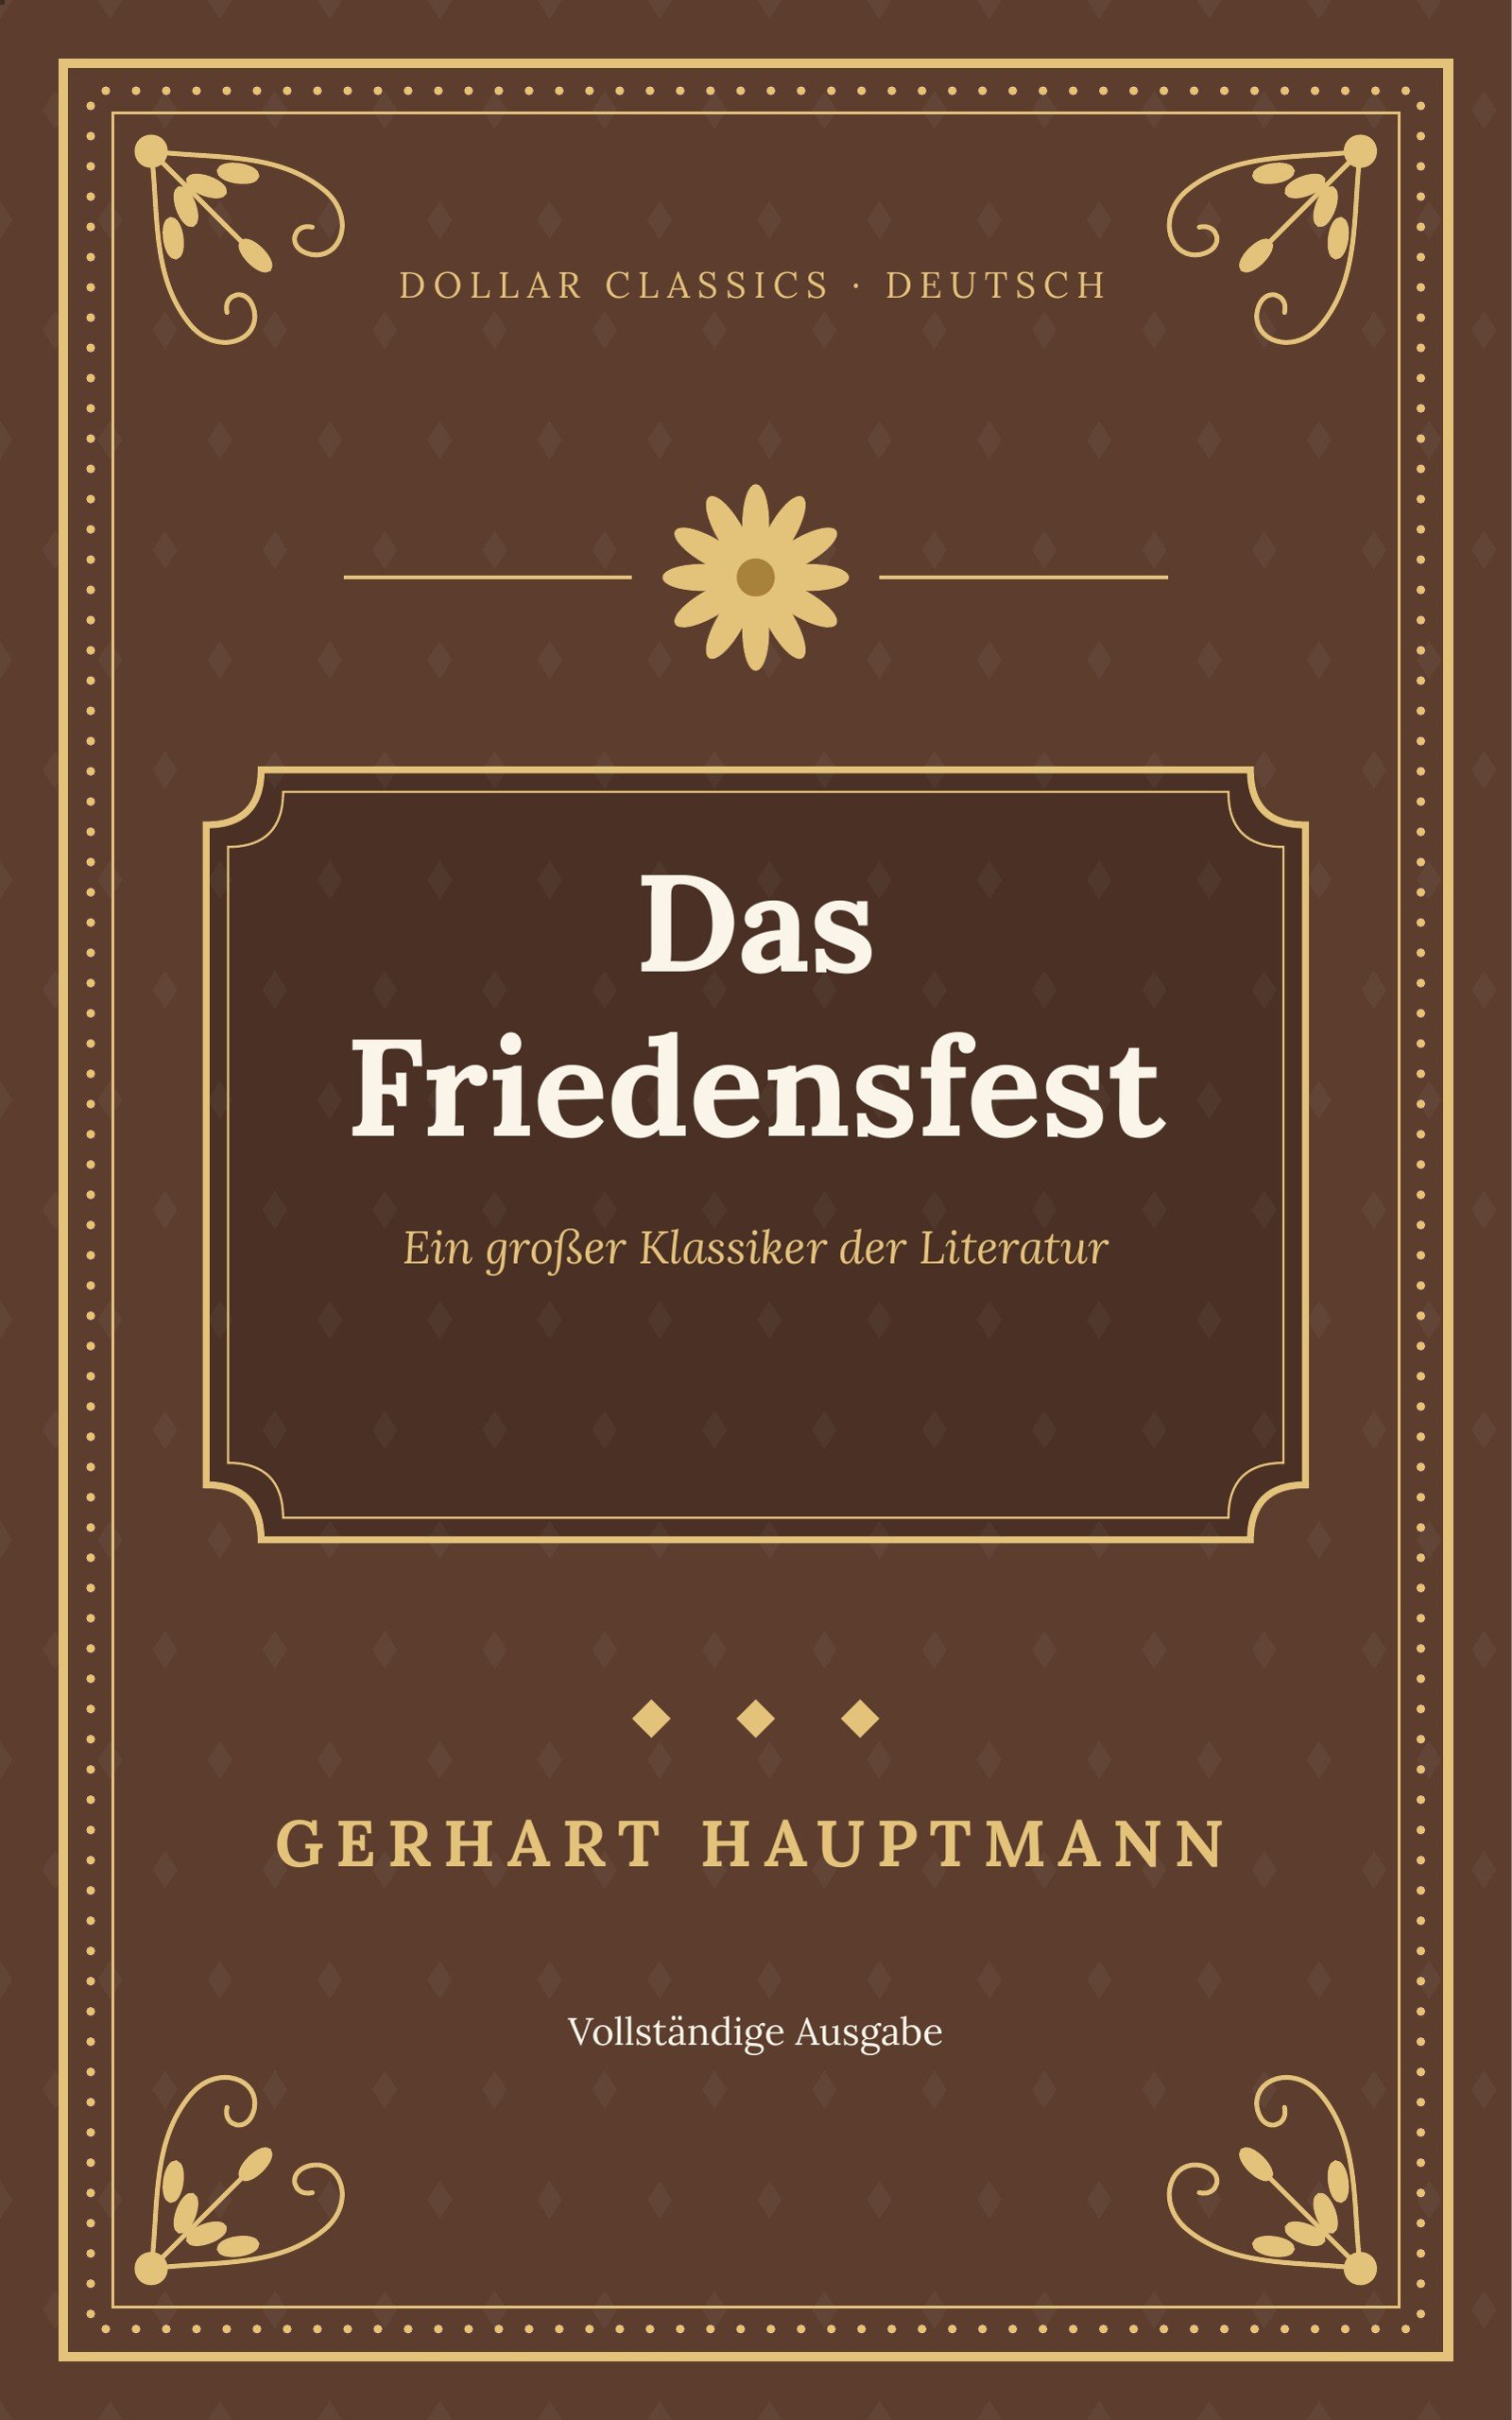 DOLLAR CLASSICS · DEUTSCH
Das
Friedensfest
Ein großer Klassiker der Literatur
GERHART HAUPTMANN
Vollständige Ausgabe